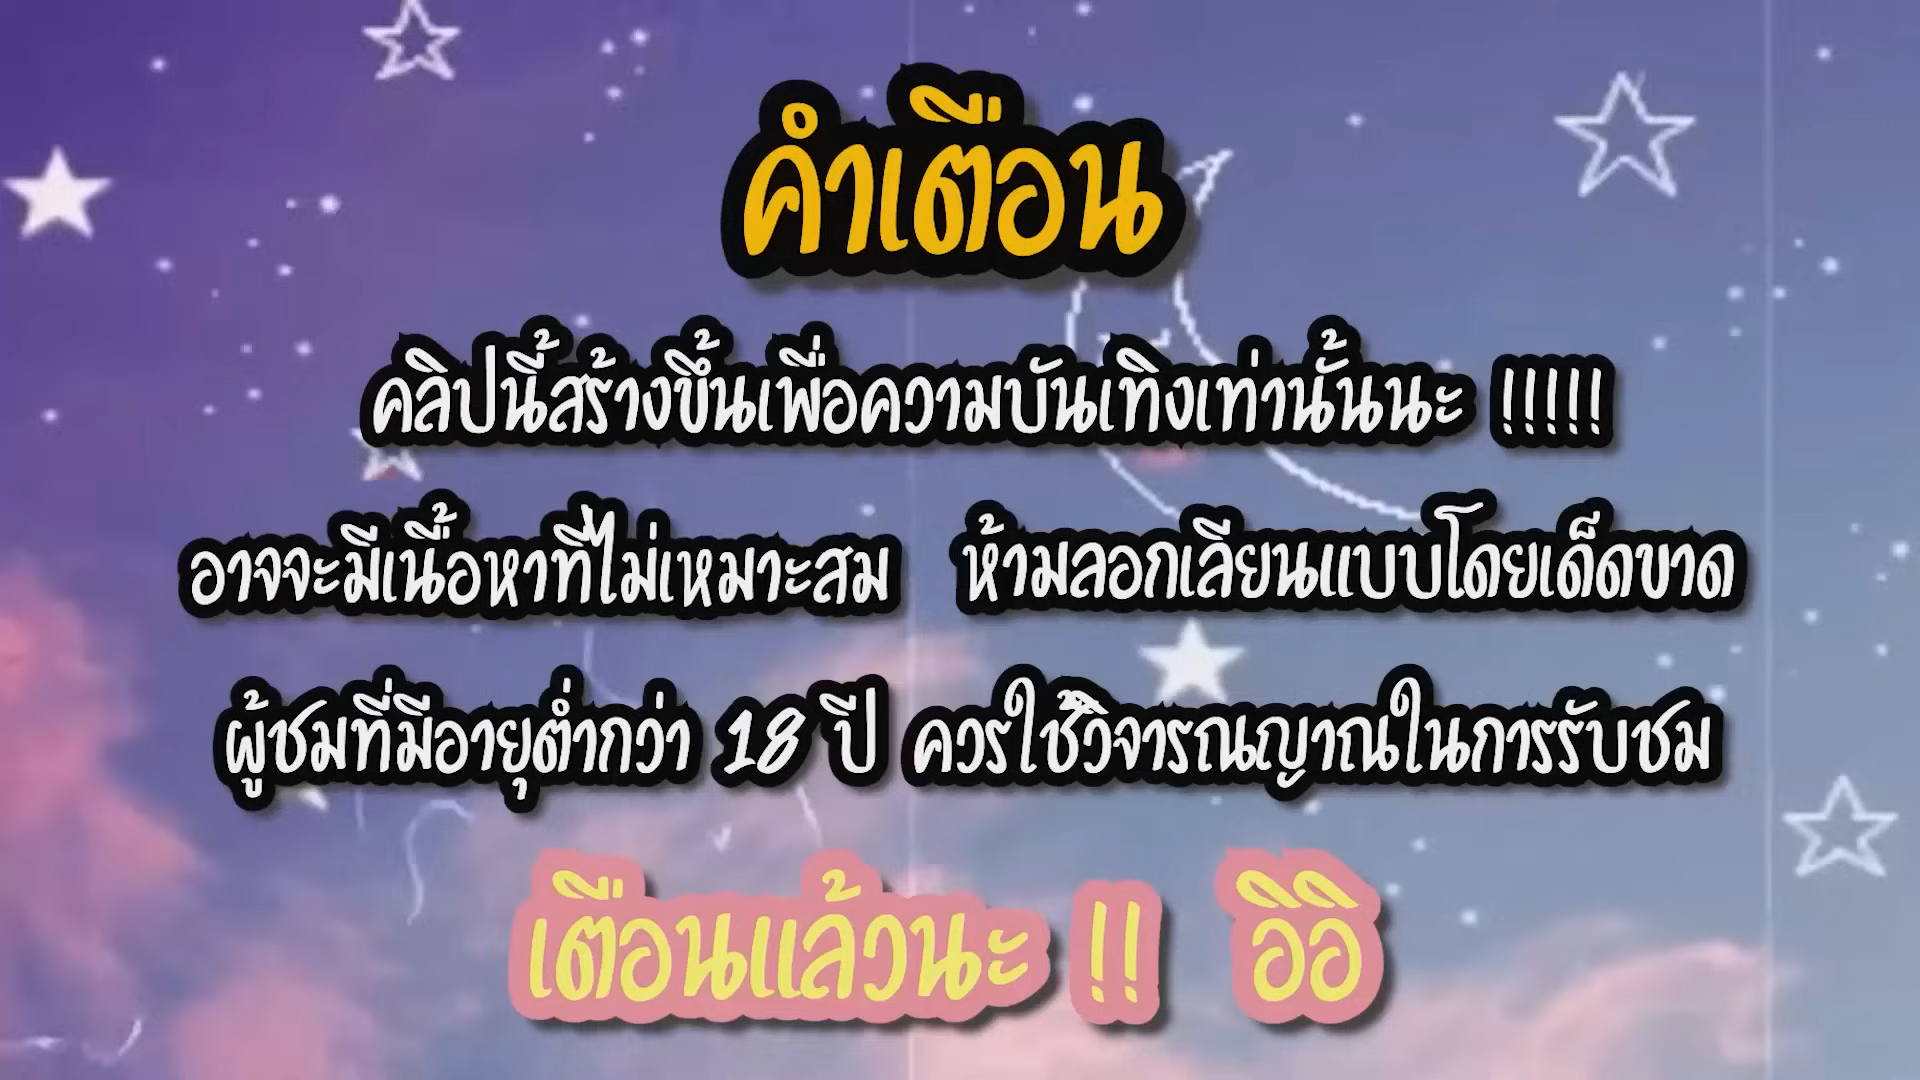 คำเตือน
คลิปนี้สร้างขึ้นเพื่อความบันเทิงเท่านั้นนะ !!!!!
อาจจะมีเนื้อหาที่ไม่เหมาะสม ห้ามลอกเลียนแบบโดยเด็ดขาด
ผู้ชมที่มีอายุต่ำกว่า 18 ปี ควรใช้วิจารณญาณในการรับชม
เตือนแล้วนะ !! อิอิ